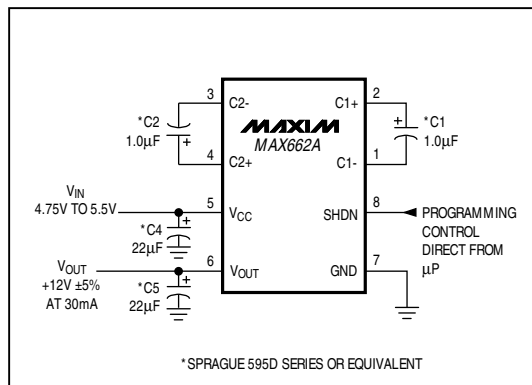 3
C2-
*C2
1.0µF
4
C2+
MAXIM
MAX662A
2
C1+
*C1
1.0µF
1
C1-
VIN
4.75V TO 5.5V
5
VCC
*C4
22µF
VOUT
+12V ±5%
AT 30mA
6
VOUT
*C5
22µF
8
SHDN
PROGRAMMING
CONTROL
DIRECT FROM
µP
7
GND
*SPRAGUE 595D SERIES OR EQUIVALENT